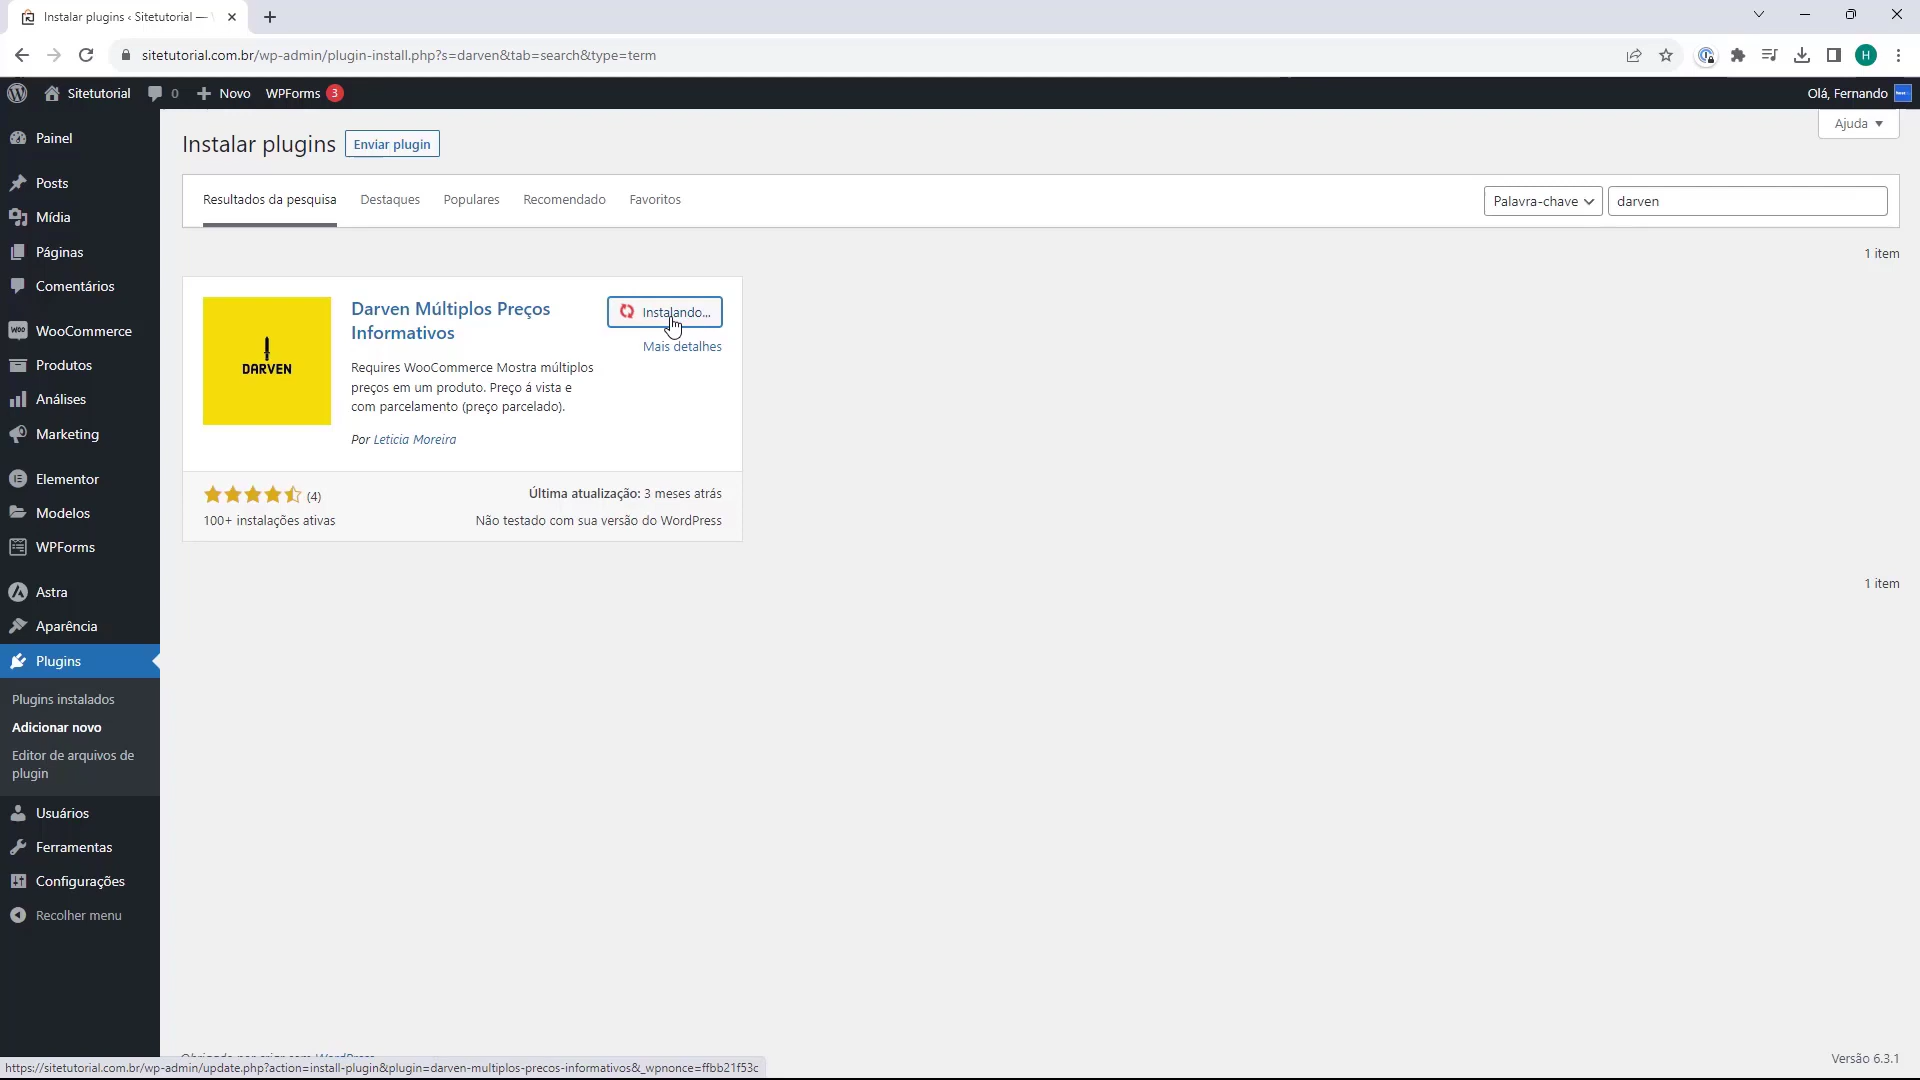 Instalar plugins ‹ Sitetutorial —
sitetutorial.com.br/wp-admin/plugin-install.php?s=darven&tab=search&type=term
H
Sitetutorial
0
Novo
WPForms
3
Olá, Fernando
Painel
Posts
Mídia
Páginas
Comentários
WooCommerce
Produtos
Análises
Marketing
Elementor
Modelos
WPForms
Astra
Aparência
Plugins
Plugins instalados
Adicionar novo
Editor de arquivos de
plugin
Usuários
Ferramentas
Configurações
Recolher menu
Ajuda
Instalar plugins
Enviar plugin
Resultados da pesquisa
Destaques
Populares
Recomendado
Favoritos
Palavra-chave
darven
1 item
DARVEN
Darven Múltiplos Preços
Informativos
Instalando...
Mais detalhes
Requires WooCommerce Mostra múltiplos
preços em um produto. Preço á vista e
com parcelamento (preço parcelado).
Por Leticia Moreira
(4)
Última atualização: 3 meses atrás
100+ instalações ativas
Não testado com sua versão do WordPress
1 item
Versão 6.3.1
https://sitetutorial.com.br/wp-admin/update.php?action=install-plugin&plugin=darven-multiplos-precos-informativos&_wpnonce=ffbb21f53c